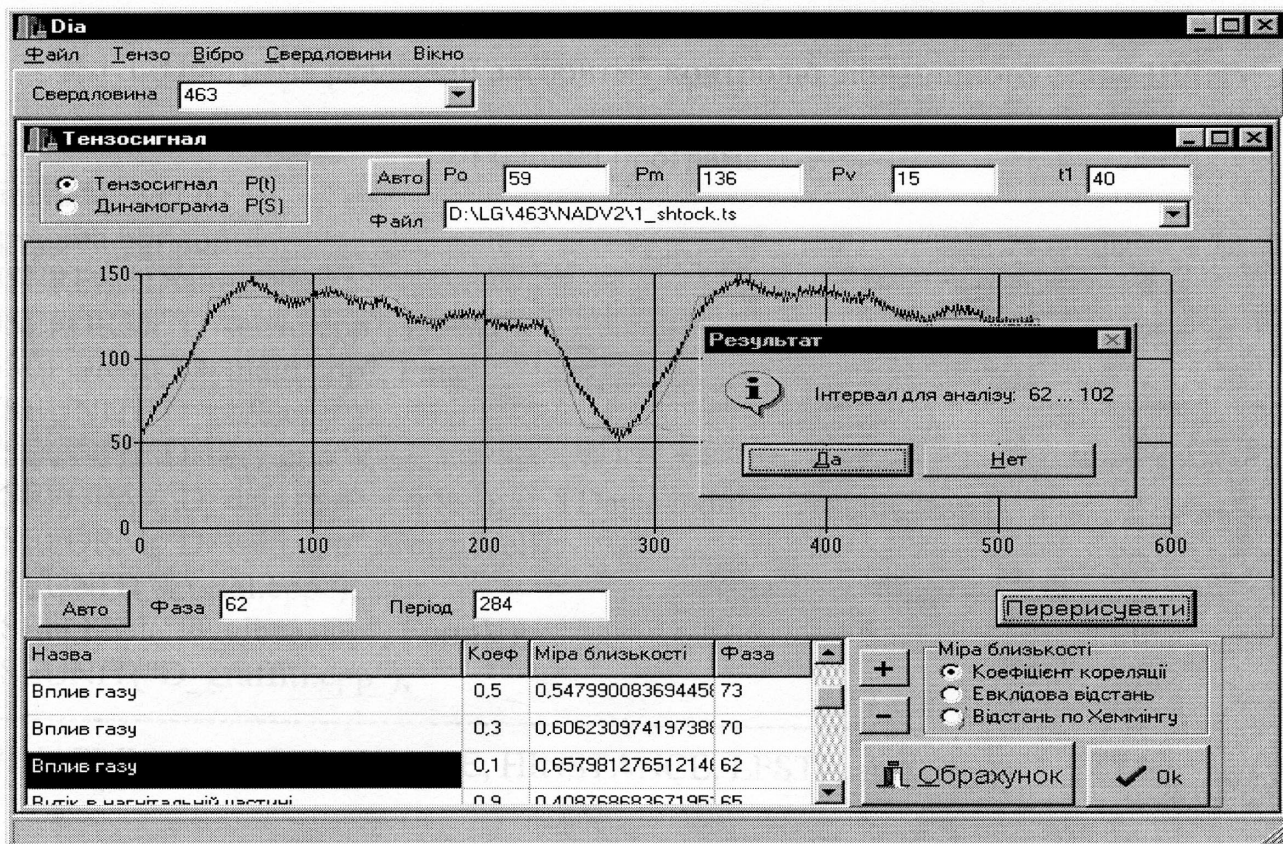 Dia
Файл Тензо Вібро Свердловини Вікно
Свердловина 463
Тензосигнал
Тензосигнал P(t)
Динамограма P(S)
Авто Po 59 Pm 136 Pv 15 t1 40
Файл D:\LG\463\NADV2\1_shtock.ts
150
100
50
0
0 100 200 300 400 500 600
Результат
Інтервал для аналізу: 62 ... 102
Да Нет
Авто Фаза 62 Період 284 Перерисувати
Назва Коеф Міра близькості Фаза
Вплив газу 0,5 0,547990083694458 73
Вплив газу 0,3 0,606230974197388 70
Вплив газу 0,1 0,657981276512146 62
Витік в нагнітальній частині 0,9 0,408768683671951 65
+
-
Міра близькості
Коефіцієнт кореляції
Евклідова відстань
Відстань по Хеммінгу
Обрахунок Ok